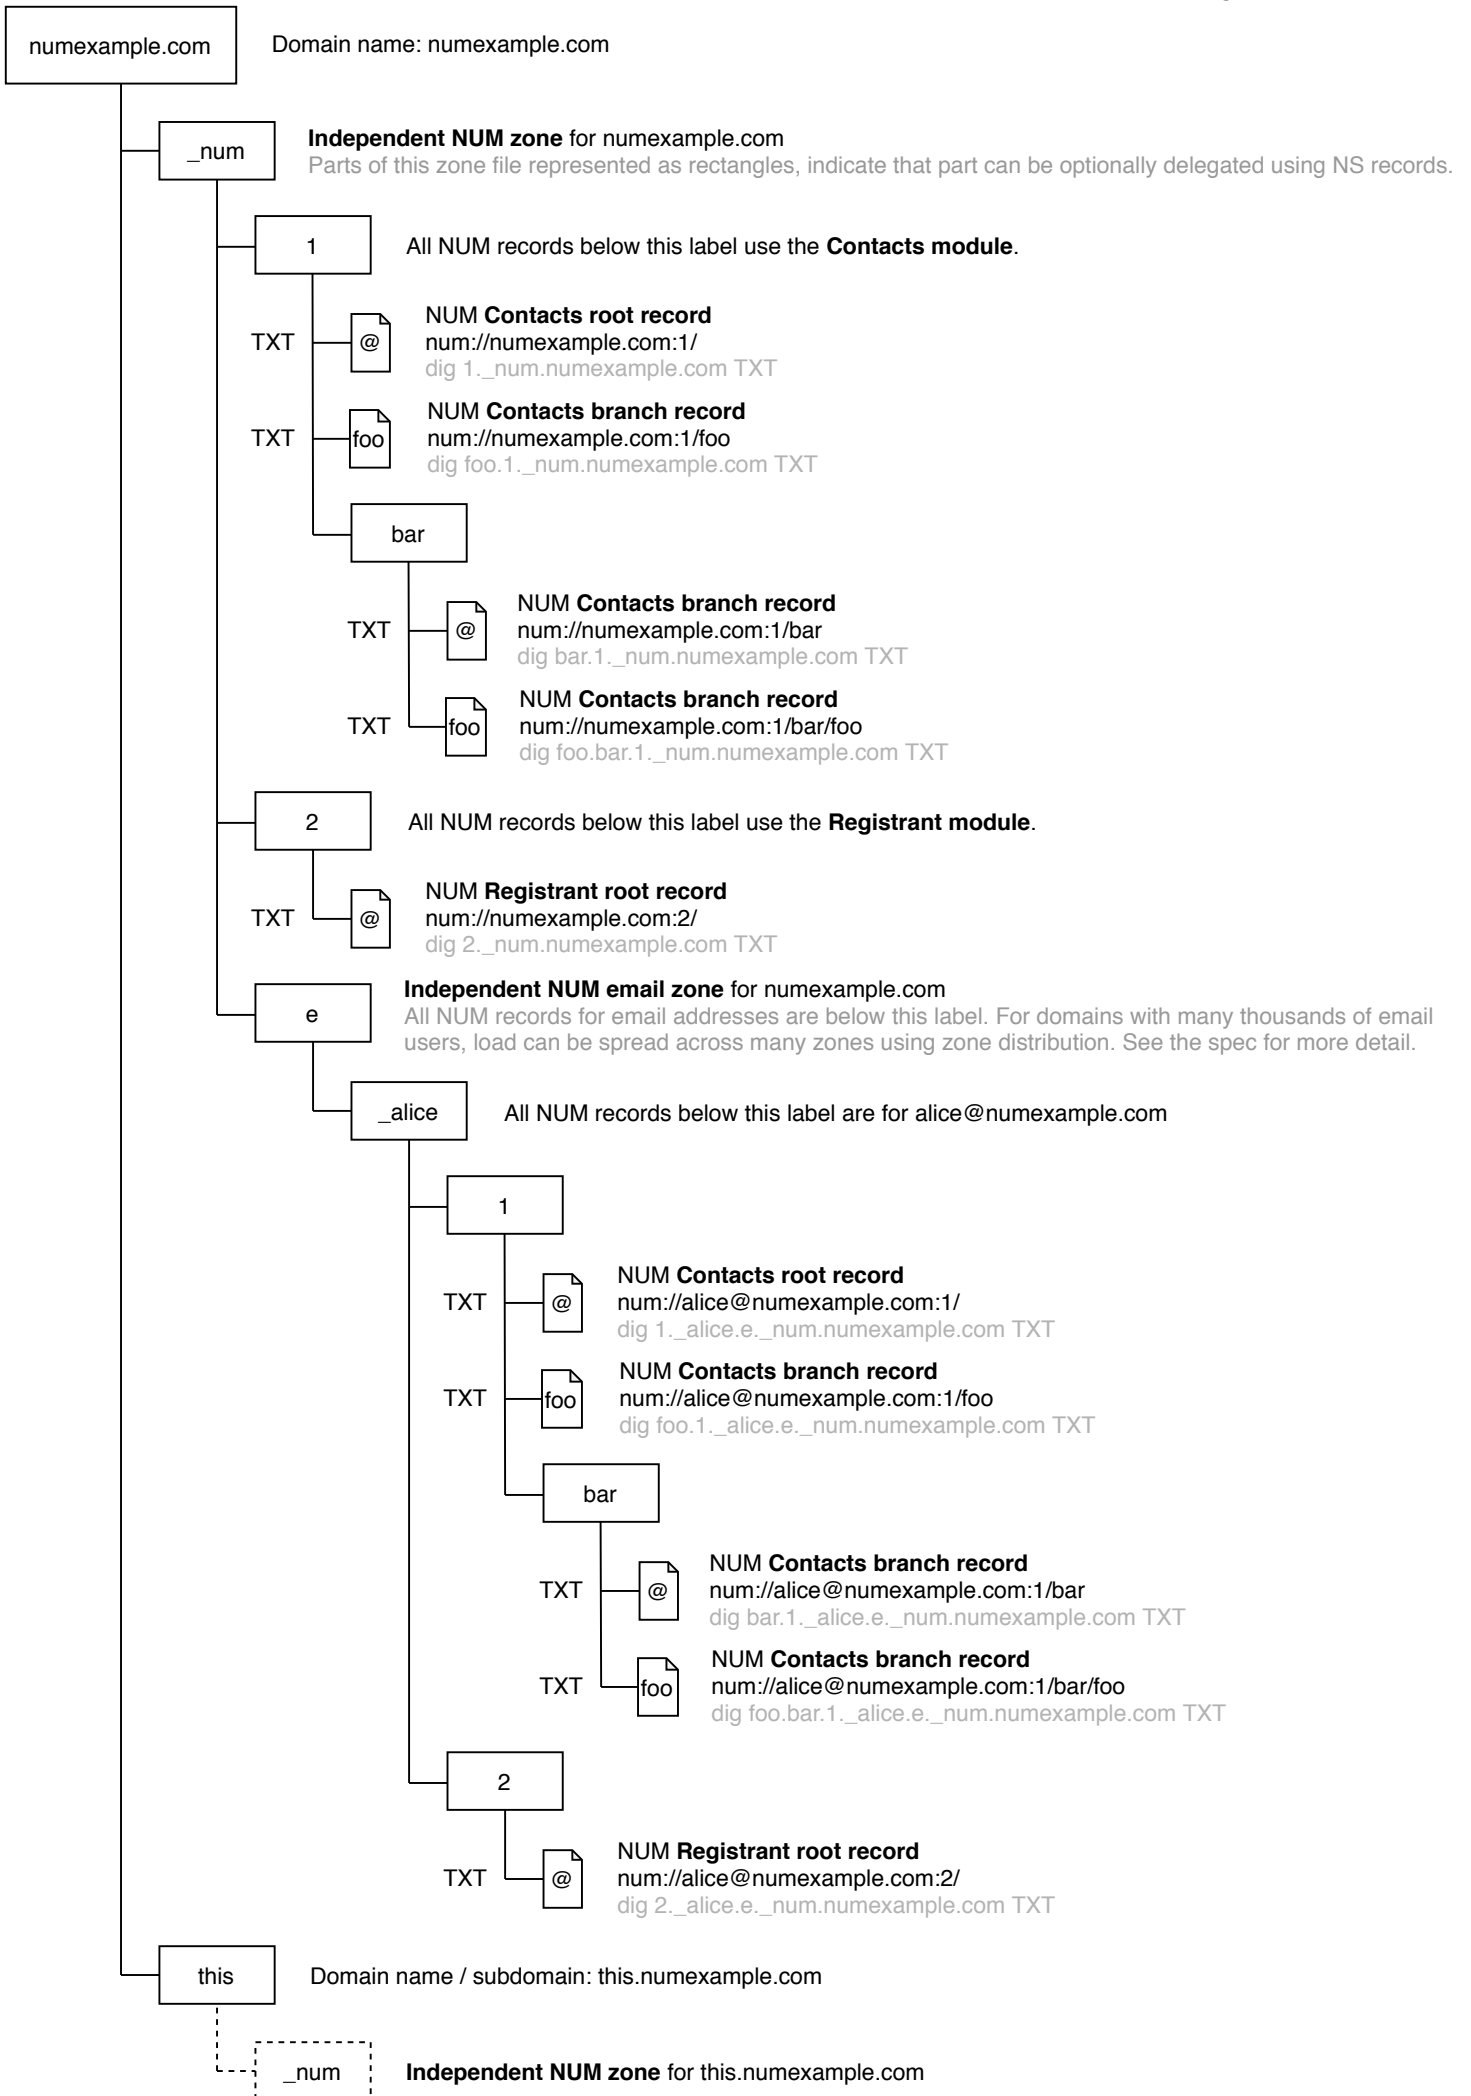 numexample.com
Domain name: numexample.com
_num
Independent NUM zone for numexample.com
Parts of this zone file represented as rectangles, indicate that part can be optionally delegated using NS records.
1
All NUM records below this label use the Contacts module.
TXT
@
NUM Contacts root record
num://numexample.com:1/
dig 1._num.numexample.com TXT
TXT
foo
NUM Contacts branch record
num://numexample.com:1/foo
dig foo.1._num.numexample.com TXT
bar
TXT
@
NUM Contacts branch record
num://numexample.com:1/bar
dig bar.1._num.numexample.com TXT
TXT
foo
NUM Contacts branch record
num://numexample.com:1/bar/foo
dig foo.bar.1._num.numexample.com TXT
2
All NUM records below this label use the Registrant module.
TXT
@
NUM Registrant root record
num://numexample.com:2/
dig 2._num.numexample.com TXT
e
Independent NUM email zone for numexample.com
All NUM records for email addresses are below this label. For domains with many thousands of email
users, load can be spread across many zones using zone distribution. See the spec for more detail.
_alice
All NUM records below this label are for alice@numexample.com
1
TXT
@
NUM Contacts root record
num://alice@numexample.com:1/
dig 1._alice.e._num.numexample.com TXT
TXT
foo
NUM Contacts branch record
num://alice@numexample.com:1/foo
dig foo.1._alice.e._num.numexample.com TXT
bar
TXT
@
NUM Contacts branch record
num://alice@numexample.com:1/bar
dig bar.1._alice.e._num.numexample.com TXT
TXT
foo
NUM Contacts branch record
num://alice@numexample.com:1/bar/foo
dig foo.bar.1._alice.e._num.numexample.com TXT
2
TXT
@
NUM Registrant root record
num://alice@numexample.com:2/
dig 2._alice.e._num.numexample.com TXT
this
Domain name / subdomain: this.numexample.com
_num
Independent NUM zone for this.numexample.com